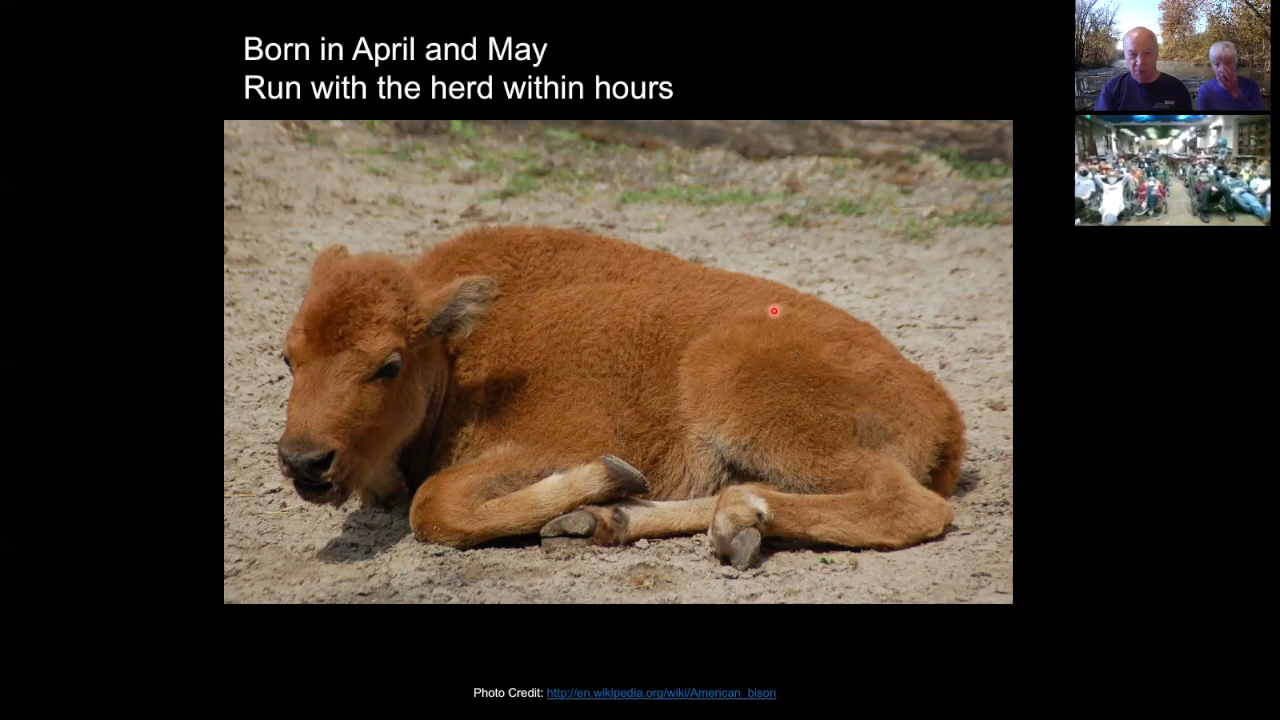 Born in April and May
Run with the herd within hours
Photo Credit: http://en.wikipedia.org/wiki/American_bison